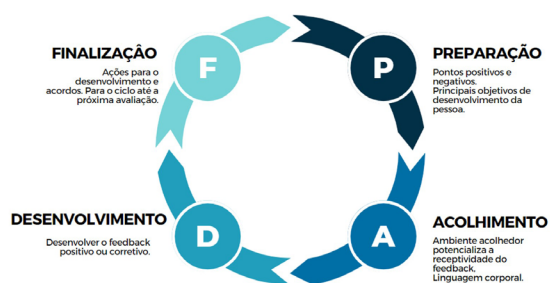 F
FINALIZAÇÂO
Ações para o
desenvolvimento e
acordos. Para o ciclo até a
próxima avaliação.
P
PREPARAÇÃO
Pontos positivos e
negativos.
Principais objetivos de
desenvolvimento da
pessoa.
D
DESENVOLVIMENTO
Desenvolver o feedback
positivo ou corretivo.
A
ACOLHIMENTO
Ambiente acolhedor
potencializa a
receptividade do
feedback.
Linguagem corporal.